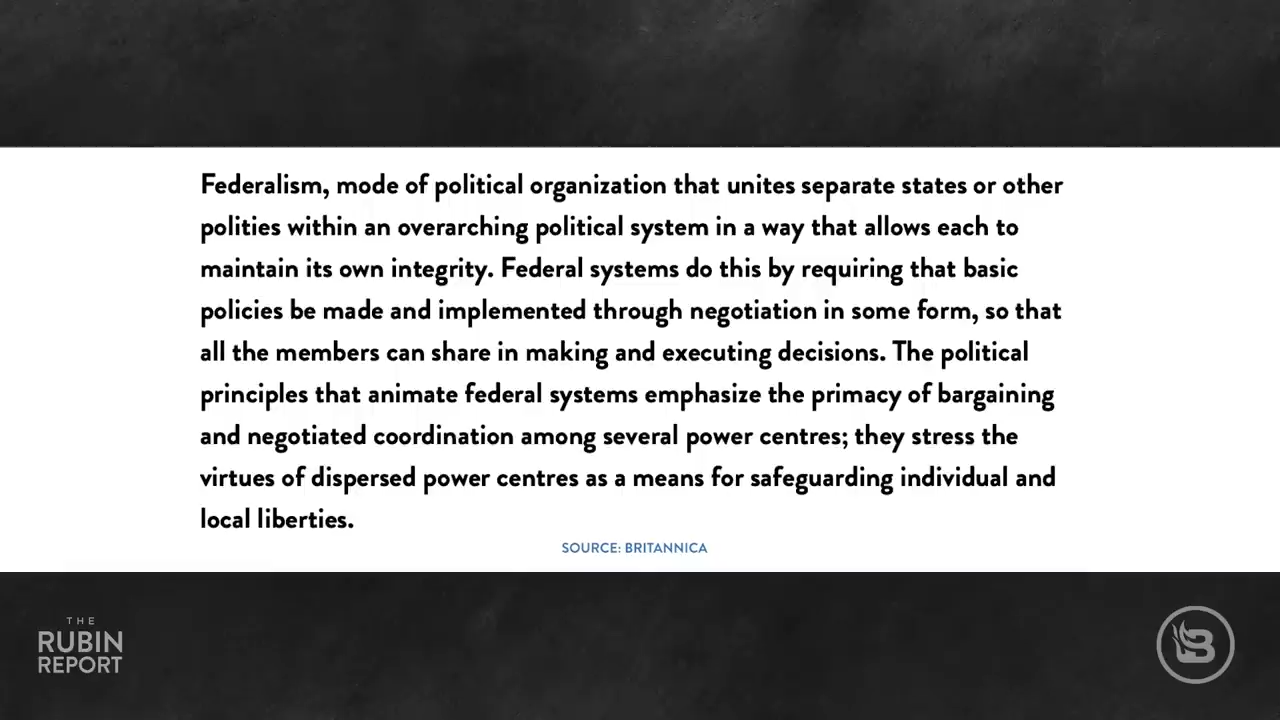 Federalism, mode of political organization that unites separate states or other
polities within an overarching political system in a way that allows each to
maintain its own integrity. Federal systems do this by requiring that basic
policies be made and implemented through negotiation in some form, so that
all the members can share in making and executing decisions. The political
principles that animate federal systems emphasize the primacy of bargaining
and negotiated coordination among several power centres; they stress the
virtues of dispersed power centres as a means for safeguarding individual and
local liberties.
SOURCE: BRITANNICA
THE
RUBIN
REPORT
B